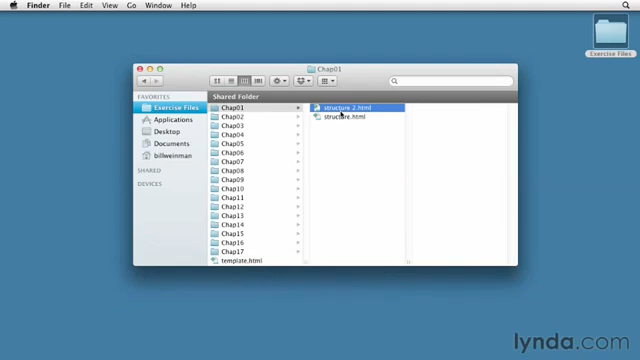 Finder File Edit View Go Window Help
Exercise Files
Chap01
FAVORITES
Exercise Files
Applications
Desktop
Documents
billweinman
SHARED
DEVICES
Shared Folder
Chap01
Chap02
Chap03
Chap04
Chap05
Chap06
Chap07
Chap08
Chap09
Chap10
Chap11
Chap12
Chap13
Chap14
Chap15
Chap16
Chap17
template.html
structure 2.html
structure.html
lynda.com